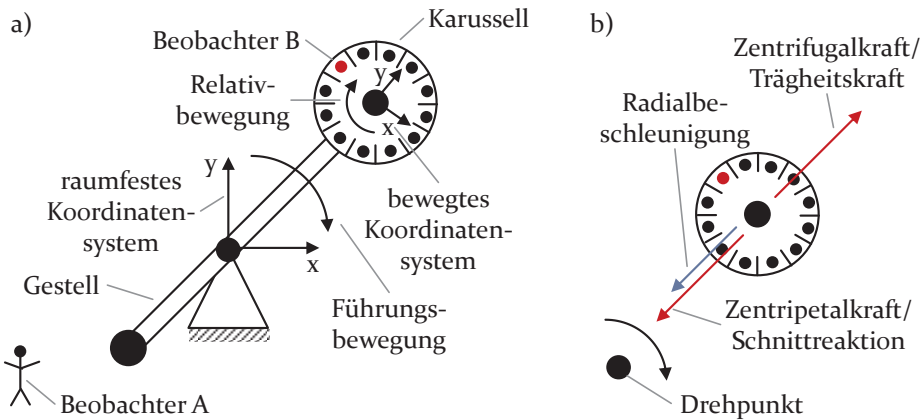 a)
Karussell
Beobachter B
Relativ-
bewegung
y
x
y
raumfestes
Koordinaten-
system
x
bewegtes
Koordinaten-
system
Gestell
Führungs-
bewegung
Beobachter A
b)
Zentrifugalkraft/
Trägheitskraft
Radialbe-
schleunigung
Zentripetalkraft/
Schnittreaktion
Drehpunkt